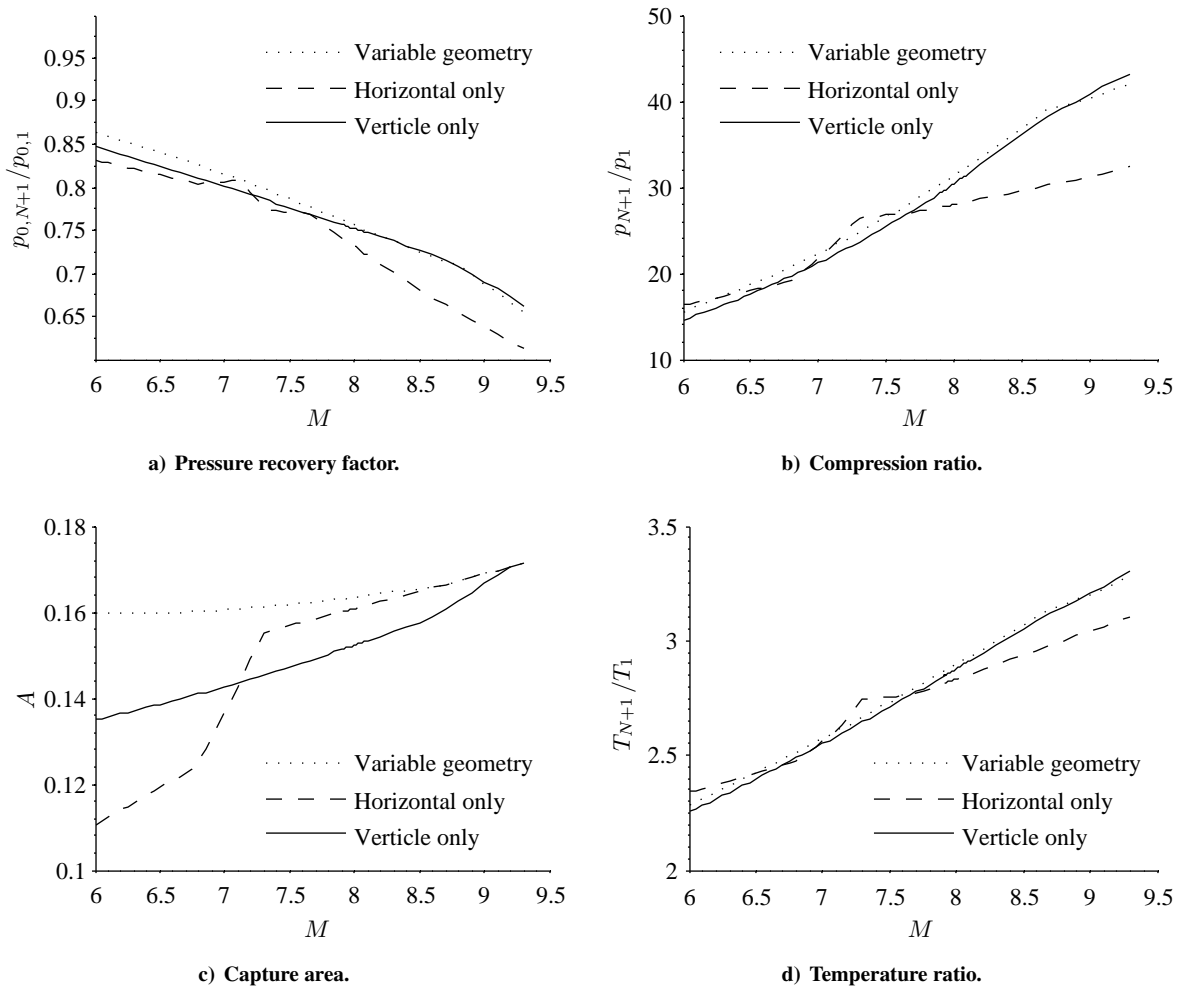 0.95
0.9
0.85
0.8
0.75
0.7
0.65
p0,N+1/p0,1
Variable geometry
Horizontal only
Verticle only
6 6.5 7 7.5 8 8.5 9 9.5
M
a) Pressure recovery factor.
50
40
30
20
10
pN+1/p1
Variable geometry
Horizontal only
Verticle only
6 6.5 7 7.5 8 8.5 9 9.5
M
b) Compression ratio.
0.18
0.16
0.14
0.12
0.1
A
Variable geometry
Horizontal only
Verticle only
6 6.5 7 7.5 8 8.5 9 9.5
M
c) Capture area.
3.5
3
2.5
2
TN+1/T1
Variable geometry
Horizontal only
Verticle only
6 6.5 7 7.5 8 8.5 9 9.5
M
d) Temperature ratio.